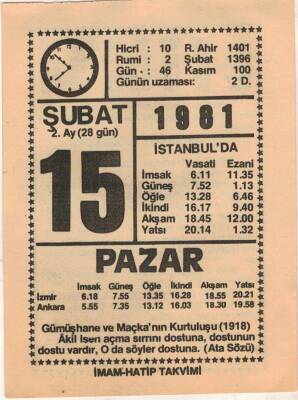 Hicri : 10 R. Ahir 1401
Rumi : 2 Şubat 1396
Gün : 46 Kasım 100
Günün uzaması: 2 D.
ŞUBAT
2. Ay (28 gün)
1981
15
İSTANBUL'DA
Vasati Ezani
İmsak 6.11 11.35
Güneş 7.52 1.13
Öğle 13.28 6.46
İkindi 16.17 9.40
Akşam 18.45 12.00
Yatsı 20.14 1.32
PAZAR
İmsak Güneş Öğle İkindi Akşam Yatsı
İzmir 6.18 7.55 13.35 16.28 18.55 20.21
Ankara 5.55 7.35 13.12 16.03 18.30 19.58
Gümüşhane ve Maçka'nın Kurtuluşu (1918)
Âkil isen açma sırrını dostuna, dostunun
dostu vardır, O da söyler dostuna. (Ata Sözü)
İMAM-HATİP TAKVİMİ